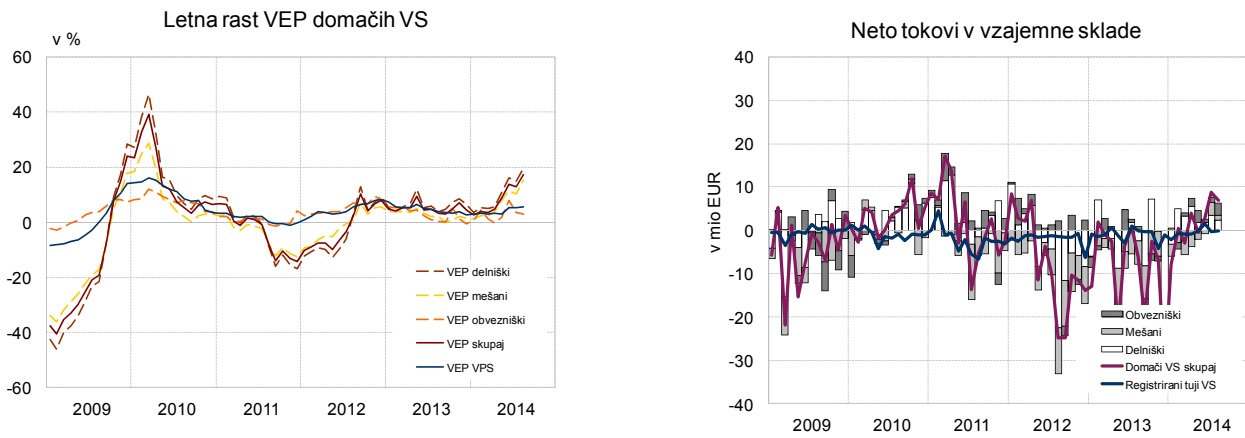 Letna rast VEP domačih VS
v %
60
40
20
0
-20
-40
-60
VEP delniški
VEP mešani
VEP obvezniški
VEP skupaj
VEP VPS
2009 2010 2011 2012 2013 2014
Neto tokovi v vzajemne sklade
v mio EUR
40
30
20
10
0
-10
-20
-30
-40
Obvezniški
Mešani
Delniški
Domači VS skupaj
Registrirani tuji VS
2009 2010 2011 2012 2013 2014